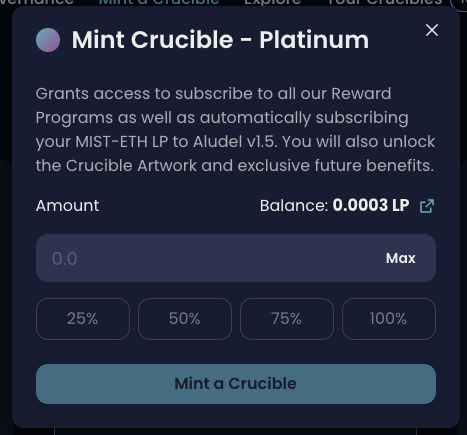 Mint a Crucible Explore Your Crucibles
Mint Crucible - Platinum
Grants access to subscribe to all our Reward
Programs as well as automatically subscribing
your MIST-ETH LP to Aludel v1.5. You will also unlock
the Crucible Artwork and exclusive future benefits.
Amount Balance: 0.0003 LP
0.0 Max
25% 50% 75% 100%
Mint a Crucible